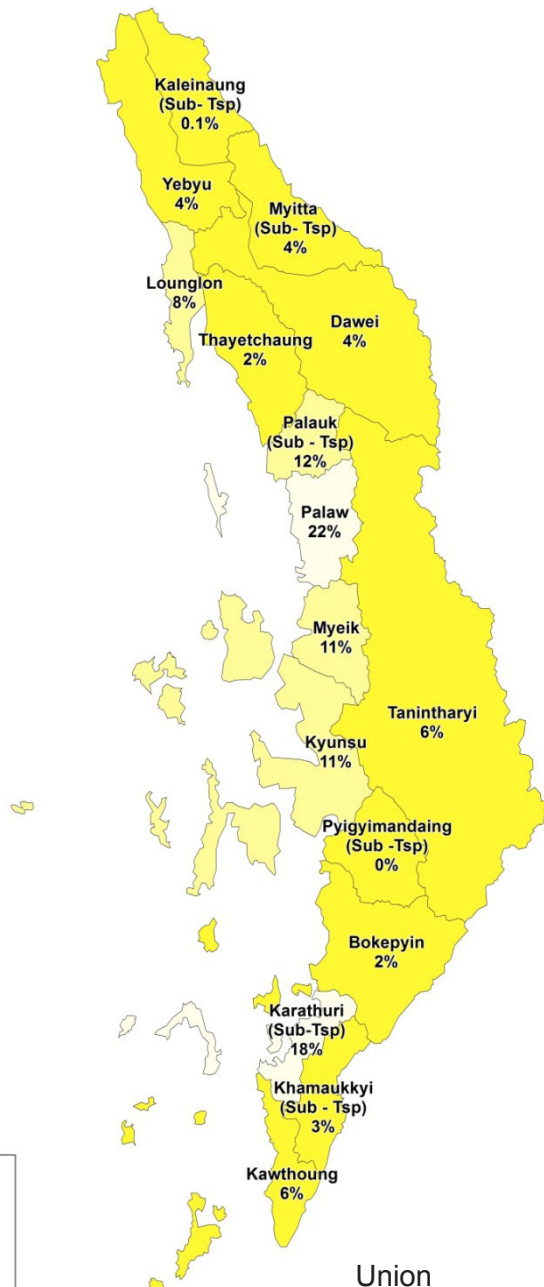 Kaleinaung
(Sub- Tsp)
0.1%
Yebyu
4%
Myitta
(Sub- Tsp)
4%
Lounglon
8%
Dawei
4%
Thayetchaung
2%
Palauk
(Sub - Tsp)
12%
Palaw
22%
Myeik
11%
Tanintharyi
6%
Kyunsu
11%
Pyigyimandaing
(Sub -Tsp)
0%
Bokepyin
2%
Karathuri
(Sub-Tsp)
18%
Khamaukkyi
(Sub - Tsp)
3%
Kawthoung
6%
Union